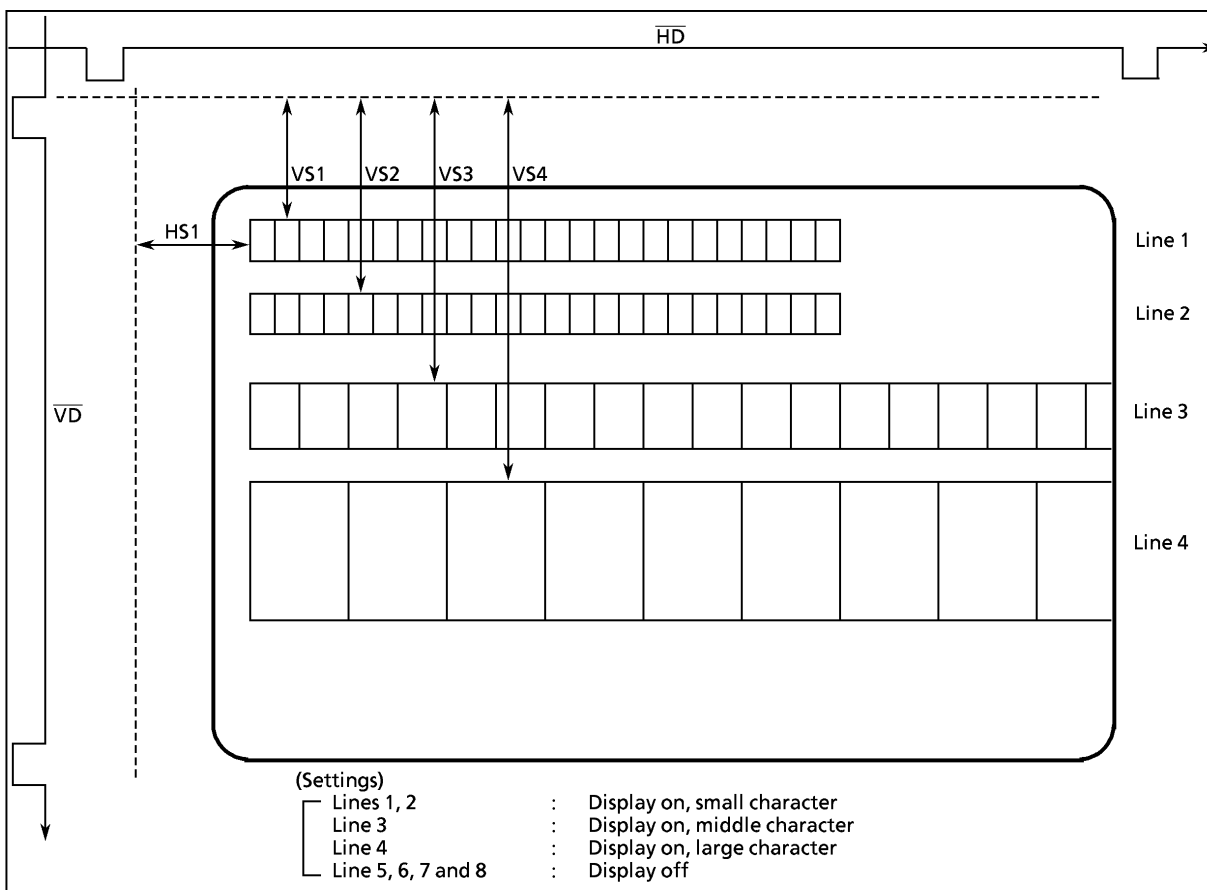 HD
VS1 VS2 VS3 VS4
HS1
Line 1
Line 2
VD
Line 3
Line 4
(Settings)
Lines 1, 2 : Display on, small character
Line 3 : Display on, middle character
Line 4 : Display on, large character
Line 5, 6, 7 and 8 : Display off